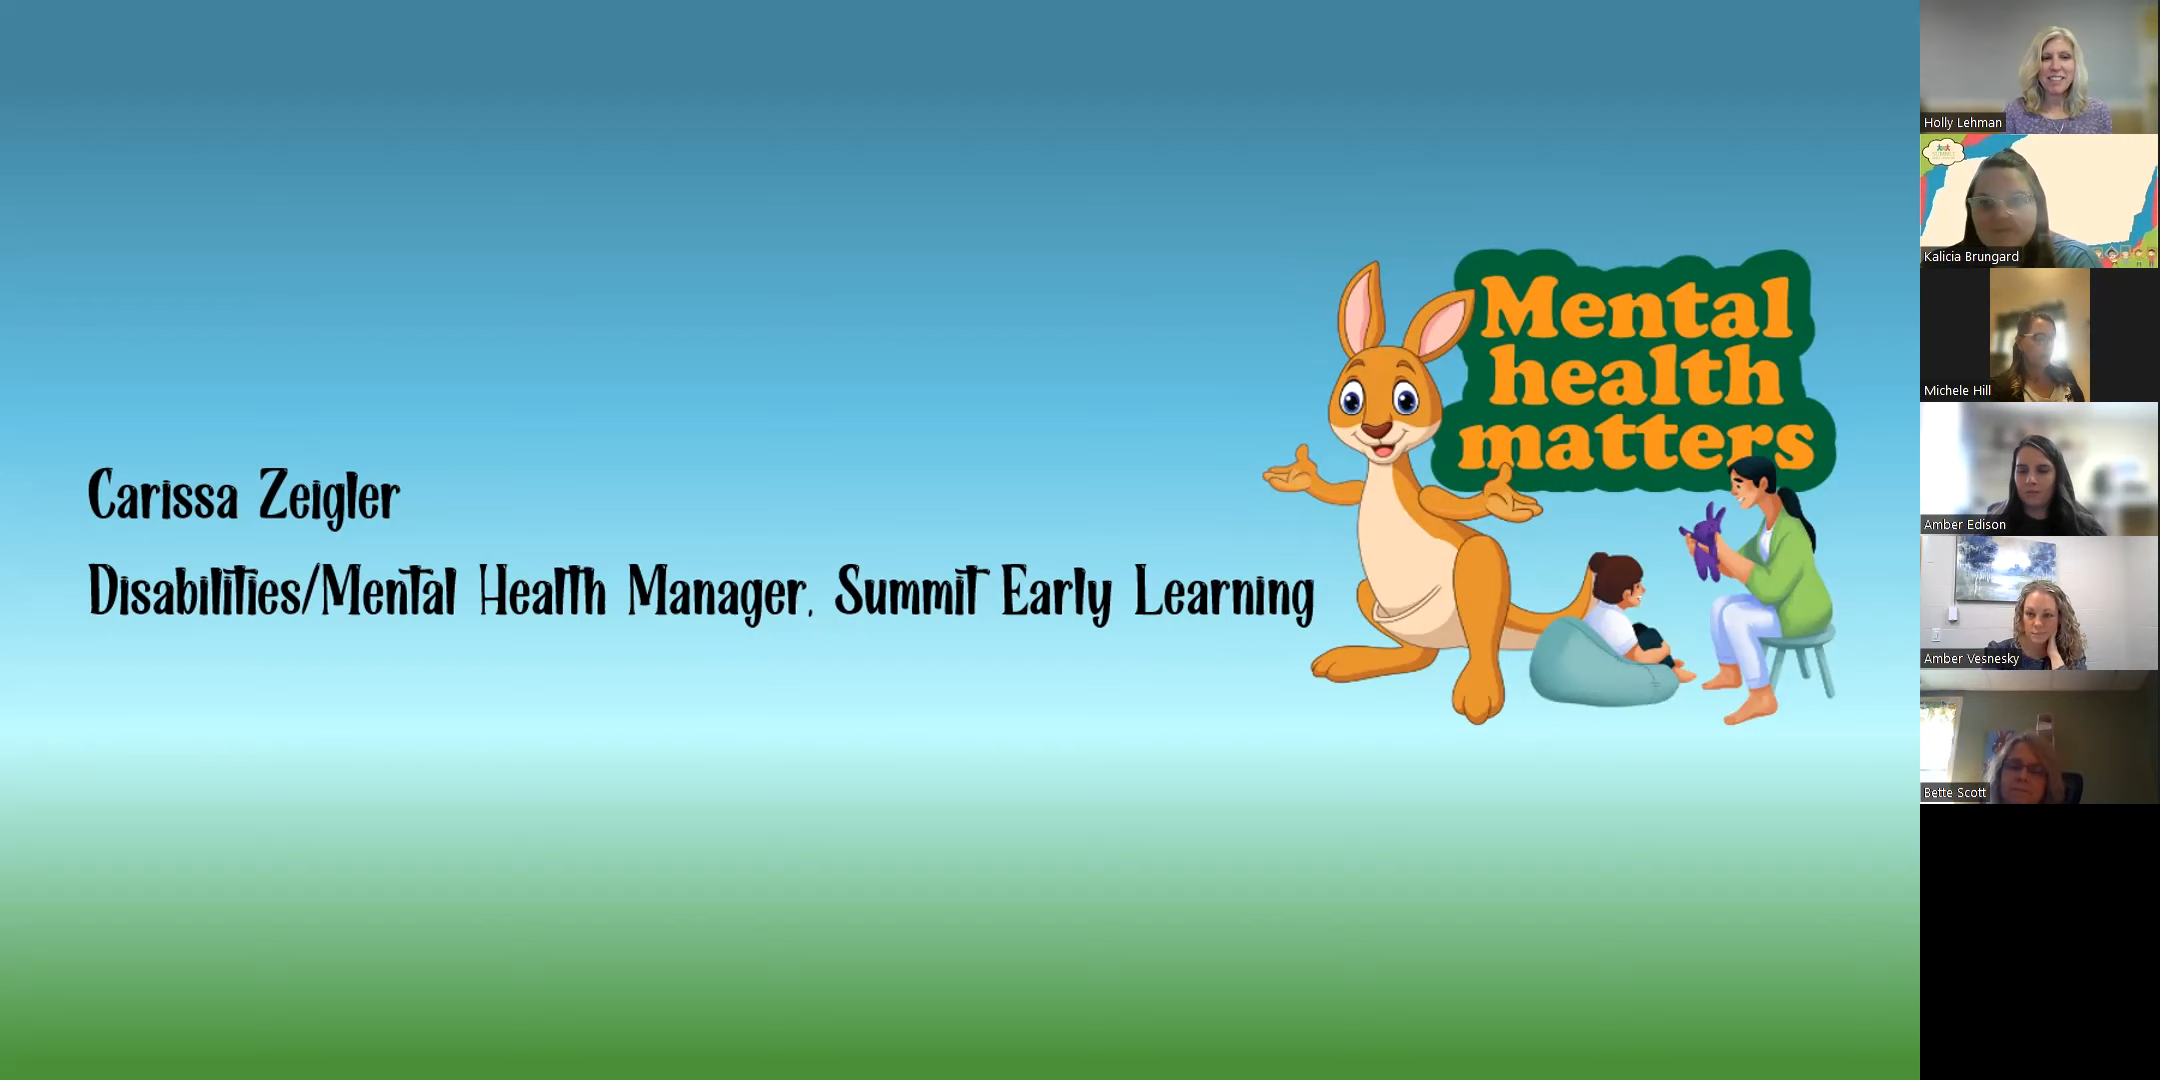 Carissa Zeigler
Disabilities/Mental Health Manager, Summit Early Learning
Mental
health
matters
Holly Lehman
Kalicia Brungard
Michele Hill
Amber Edison
Amber Vesnesky
Bette Scott